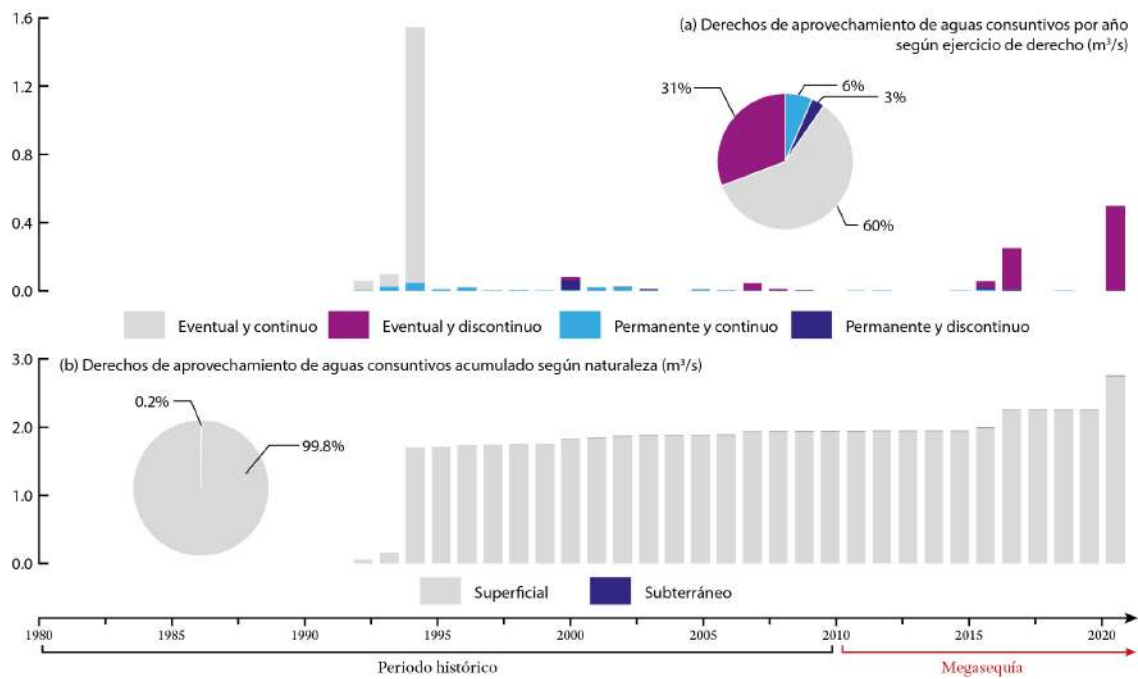 1.6
(a) Derechos de aprovechamiento de aguas consuntivos por año
según ejercicio de derecho (m³/s)
1.2
31%
6%
3%
0.8
0.4
60%
0.0
Eventual y continuo
Eventual y discontinuo
Permanente y continuo
Permanente y discontinuo
3.0
(b) Derechos de aprovechamiento de aguas consuntivos acumulado según naturaleza (m³/s)
0.2%
99.8%
2.0
1.0
0.0
Superficial
Subterráneo
1980 1985 1990 1995 2000 2005 2010 2015 2020
Periodo histórico
Megasequía